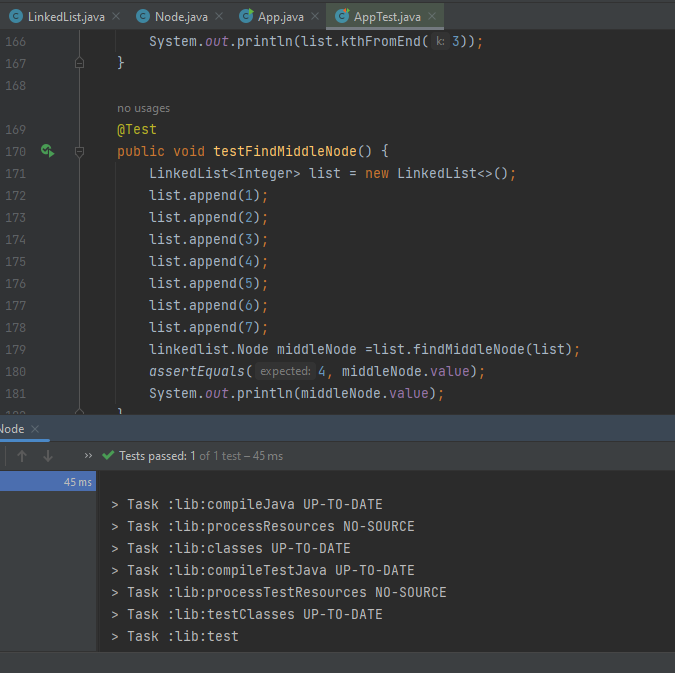 LinkedList.java × Node.java × App.java × AppTest.java ×
166 System.out.println(list.kthFromEnd( k: 3));
167 }
168
no usages
169 @Test
170 public void testFindMiddleNode() {
171 LinkedList<Integer> list = new LinkedList<>();
172 list.append(1);
173 list.append(2);
174 list.append(3);
175 list.append(4);
176 list.append(5);
177 list.append(6);
178 list.append(7);
179 linkedlist.Node middleNode =list.findMiddleNode(list);
180 assertEquals( expected: 4, middleNode.value);
181 System.out.println(middleNode.value);
182 }
Node ×
» Tests passed: 1 of 1 test – 45 ms
45 ms
> Task :lib:compileJava UP-TO-DATE
> Task :lib:processResources NO-SOURCE
> Task :lib:classes UP-TO-DATE
> Task :lib:compileTestJava UP-TO-DATE
> Task :lib:processTestResources NO-SOURCE
> Task :lib:testClasses UP-TO-DATE
> Task :lib:test